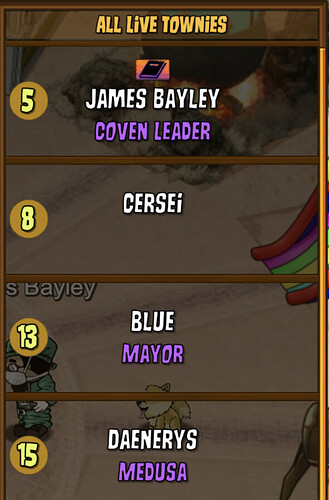 ALL LIVE TOWNIES
5
JAMES BAYLEY
COVEN LEADER
8
CERSEI
s Bayley
13
BLUE
MAYOR
15
DAENERYS
MEDUSA